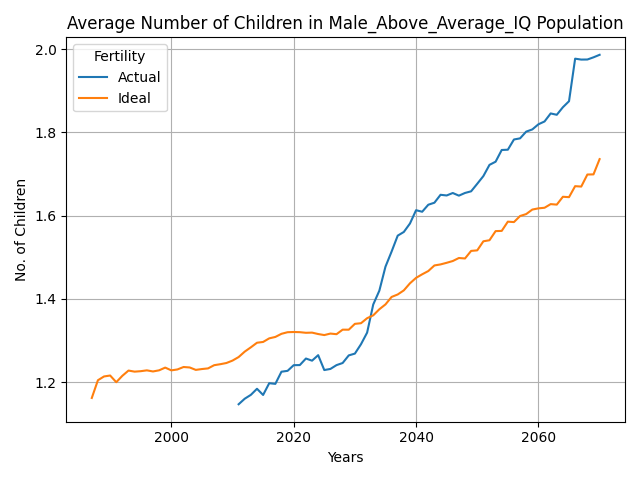 Average Number of Children in Male_Above_Average_IQ Population
Fertility
Actual
Ideal
No. of Children
2.0
1.8
1.6
1.4
1.2
2000
2020
2040
2060
Years